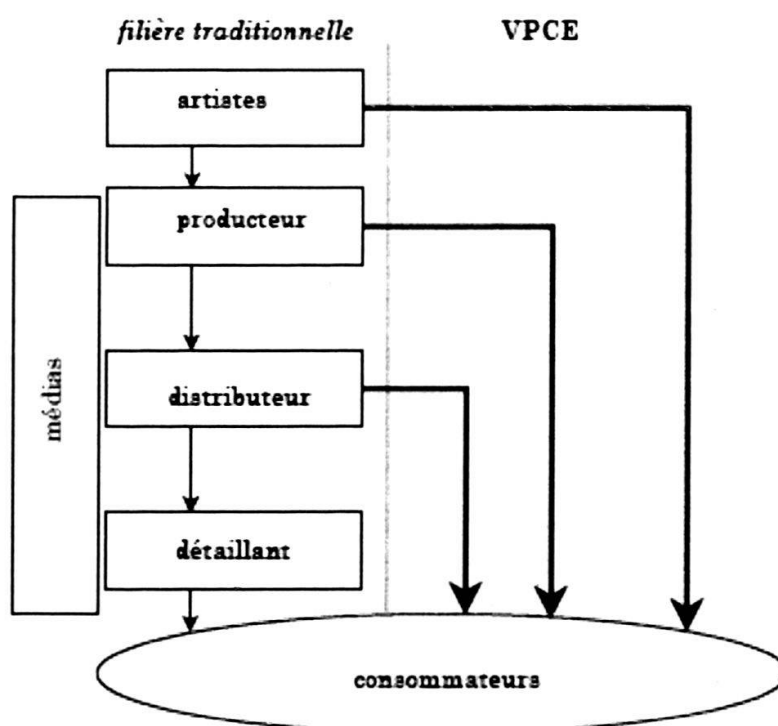 filière traditionnelle
VPCE
artistes
producteur
médias
distributeur
détaillant
consommateurs